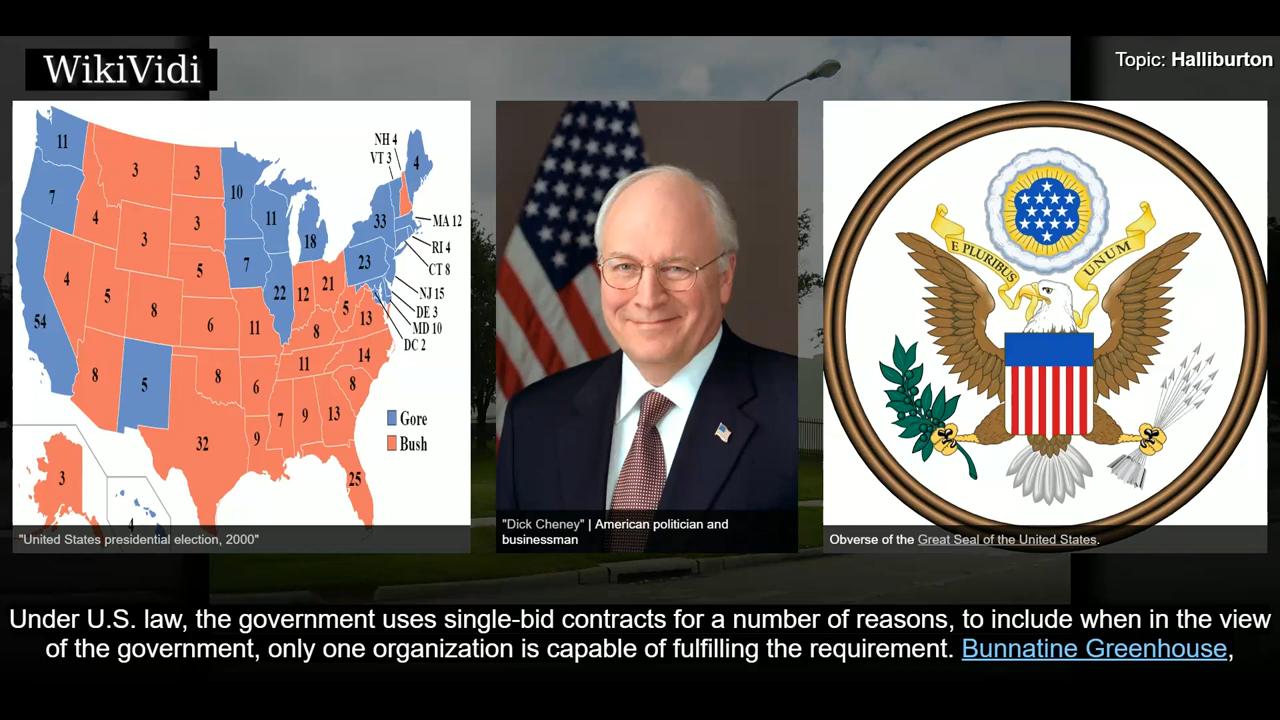 WikiVidi
Topic: Halliburton
11
7
54
4
3
4
3
5
8
8
5
3
3
5
6
8
32
10
7
11
6
9
11
18
22
12
21
8
11
7
9
13
25
5
13
14
8
23
33
NH 4
VT 3
4
MA 12
RI 4
CT 8
NJ 15
DE 3
MD 10
DC 2
Gore
Bush
3
4
"United States presidential election, 2000"
"Dick Cheney" | American politician and
businessman
E PLURIBUS
UNUM
Obverse of the Great Seal of the United States.
Under U.S. law, the government uses single-bid contracts for a number of reasons, to include when in the view
of the government, only one organization is capable of fulfilling the requirement. Bunnatine Greenhouse,